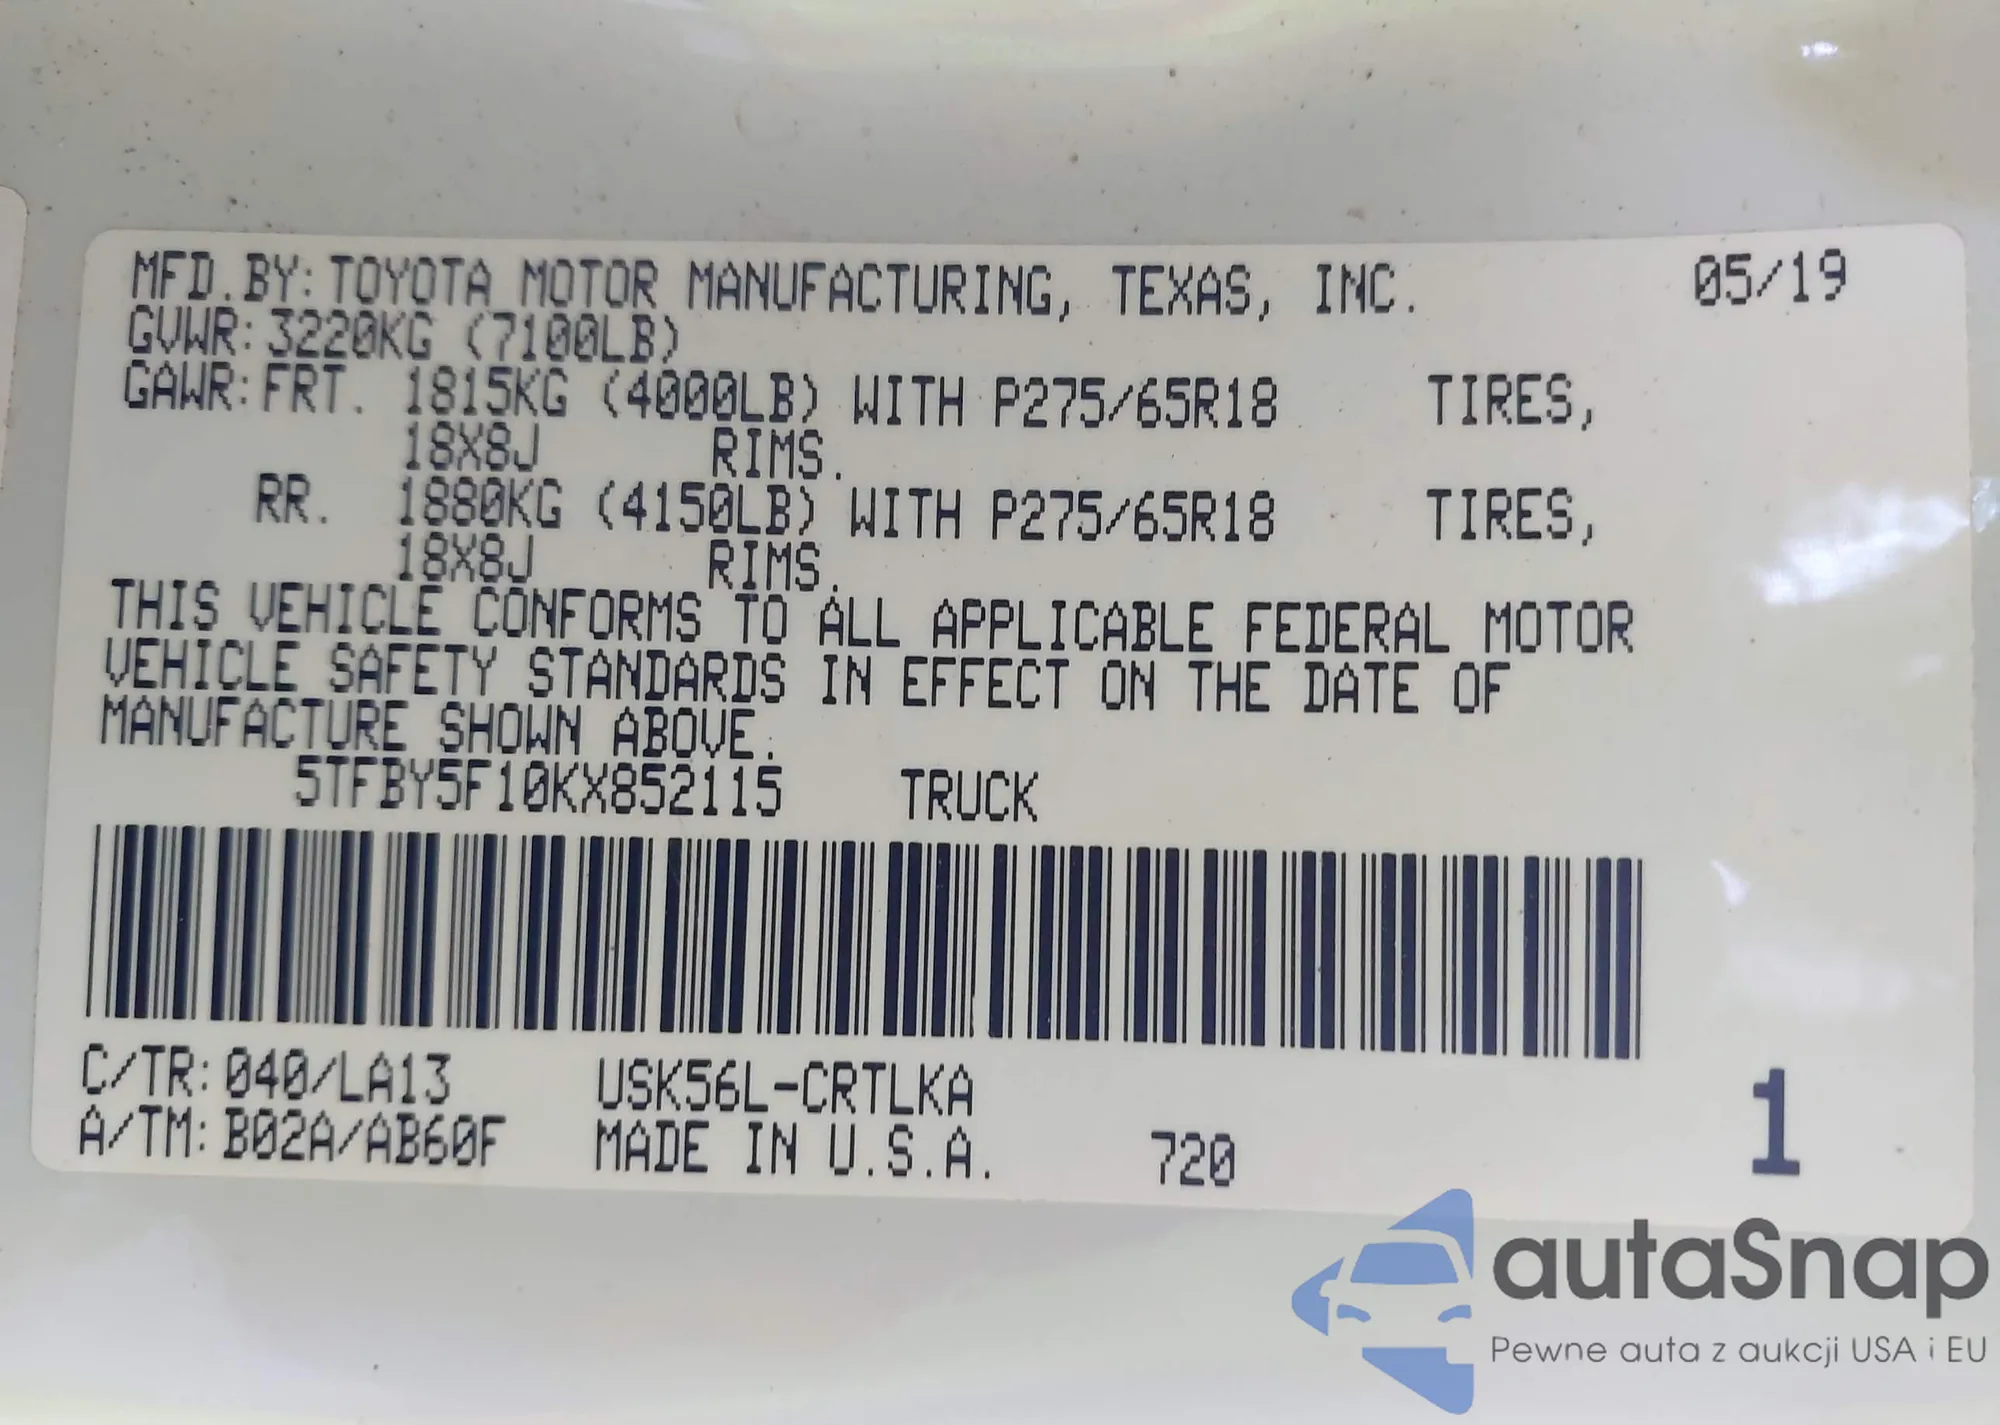 MFD.BY: TOYOTA MOTOR MANUFACTURING, TEXAS, INC. 05/19
GVWR: 3220KG (7100LB)
GAWR: FRT. 1815KG (4000LB) WITH P275/65R18 TIRES,
18X8J RIMS.
RR. 1880KG (4150LB) WITH P275/65R18 TIRES,
18X8J RIMS.
THIS VEHICLE CONFORMS TO ALL APPLICABLE FEDERAL MOTOR
VEHICLE SAFETY STANDARDS IN EFFECT ON THE DATE OF
MANUFACTURE SHOWN ABOVE.
5TFBY5F10KX852115 TRUCK
C/TR: 040/LA13 USK56L-CRTLKA
A/TM: B02A/AB60F MADE IN U.S.A. 720 1
autaSnap
Pewne auta z aukcji USA i EU